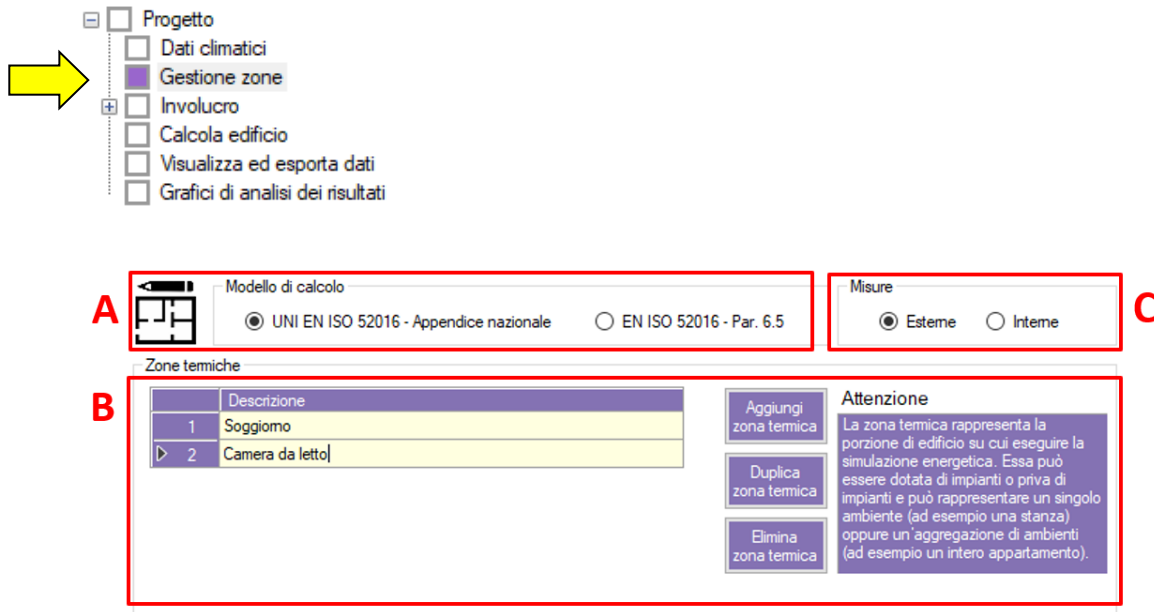 Progetto
Dati climatici
Gestione zone
Involucro
Calcola edificio
Visualizza ed esporta dati
Grafici di analisi dei risultati
A
Modello di calcolo
UNI EN ISO 52016 - Appendice nazionale
EN ISO 52016 - Par. 6.5
Misure
Esterne
Interne
C
Zone termiche
B
Descrizione
1 Soggiorno
2 Camera da letto
Aggiungi
zona termica
Duplica
zona termica
Elimina
zona termica
Attenzione
La zona termica rappresenta la
porzione di edificio su cui eseguire la
simulazione energetica. Essa può
essere dotata di impianti o priva di
impianti e può rappresentare un singolo
ambiente (ad esempio una stanza)
oppure un'aggregazione di ambienti
(ad esempio un intero appartamento).